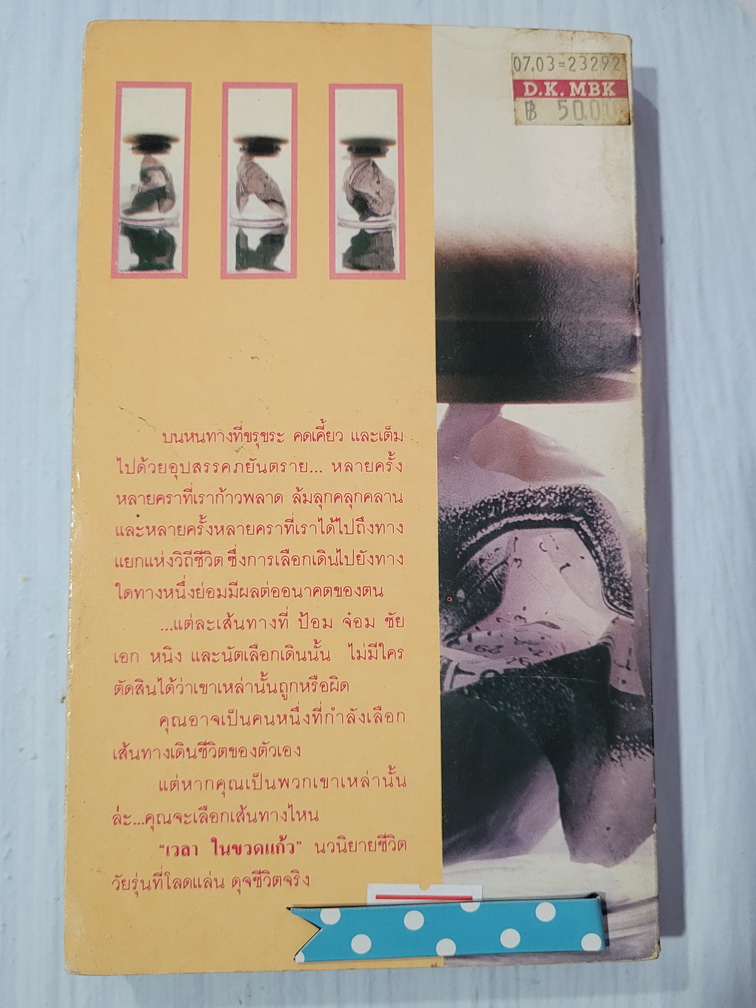 07.03=23292
D.K. MBK
฿ 50.00
บนหนทางที่ขรุขระ คดเคี้ยว และเต็ม
ไปด้วยอุปสรรคภยันตราย... หลายครั้ง
หลายคราที่เราก้าวพลาด ล้มลุกคลุกคลาน
และหลายครั้งหลายคราที่เราได้ไปถึงทาง
แยกแห่งวิถีชีวิต ซึ่งการเลือกเดินไปยังทาง
ใดทางหนึ่งย่อมมีผลต่ออนาคตของตน
...แต่ละเส้นทางที่ ป้อม จ๋อม ชัย
เอก หนิง และนัตเลือกเดินนั้น ไม่มีใคร
ตัดสินได้ว่าเขาเหล่านั้นถูกหรือผิด
คุณอาจเป็นคนหนึ่งที่กำลังเลือก
เส้นทางเดินชีวิตของตัวเอง
แต่หากคุณเป็นพวกเขาเหล่านั้น
ล่ะ...คุณจะเลือกเส้นทางไหน
"เวลา ในขวดแก้ว" นวนิยายชีวิต
วัยรุ่นที่โลดแล่น ดุจชีวิตจริง